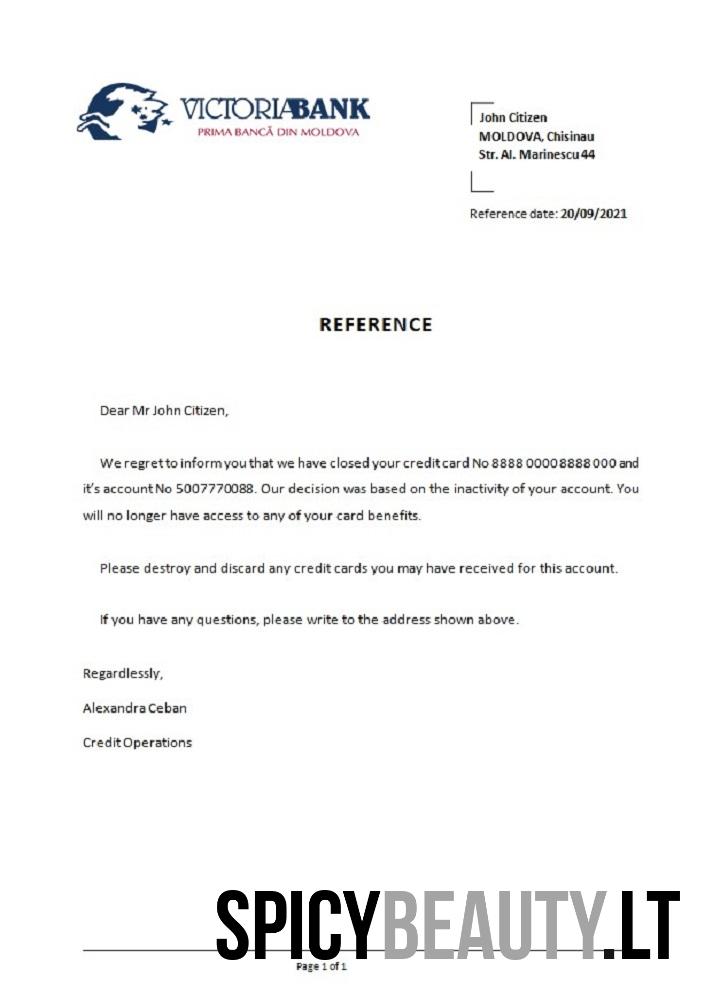 VICTORIABANK
PRIMA BANCĂ DIN MOLDOVA
John Citizen
MOLDOVA, Chisinau
Str. Al. Marinescu 44
Reference date: 20/09/2021
REFERENCE
Dear Mr John Citizen,
We regret to inform you that we have closed your credit card No 8888 0000 8888 000 and
it's account No 5007770088. Our decision was based on the inactivity of your account. You
will no longer have access to any of your card benefits.
Please destroy and discard any credit cards you may have received for this account.
If you have any questions, please write to the address shown above.
Regardlessly,
Alexandra Ceban
Credit Operations
SPICYBEAUTY.LT
Page 1 of 1